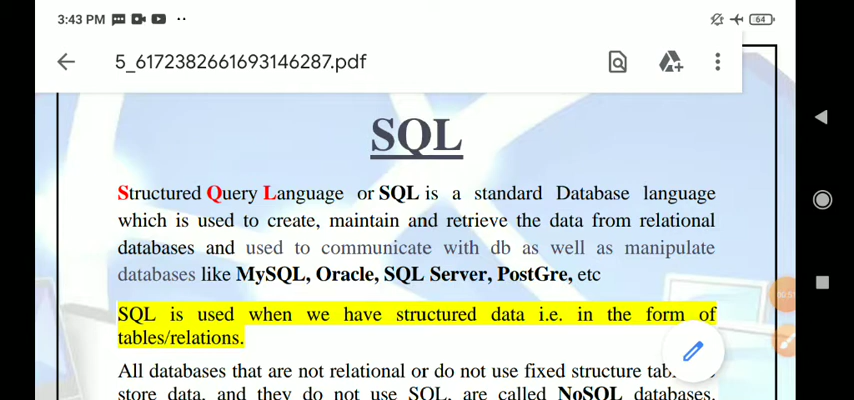 3:43 PM
64
5_6172382661693146287.pdf
SQL
Structured Query Language or SQL is a standard Database language
which is used to create, maintain and retrieve the data from relational
databases and used to communicate with db as well as manipulate
databases like MySQL, Oracle, SQL Server, PostGre, etc
SQL is used when we have structured data i.e. in the form of
tables/relations.
All databases that are not relational or do not use fixed structure
store data, and they do not use SQL, are called NoSQL databases.